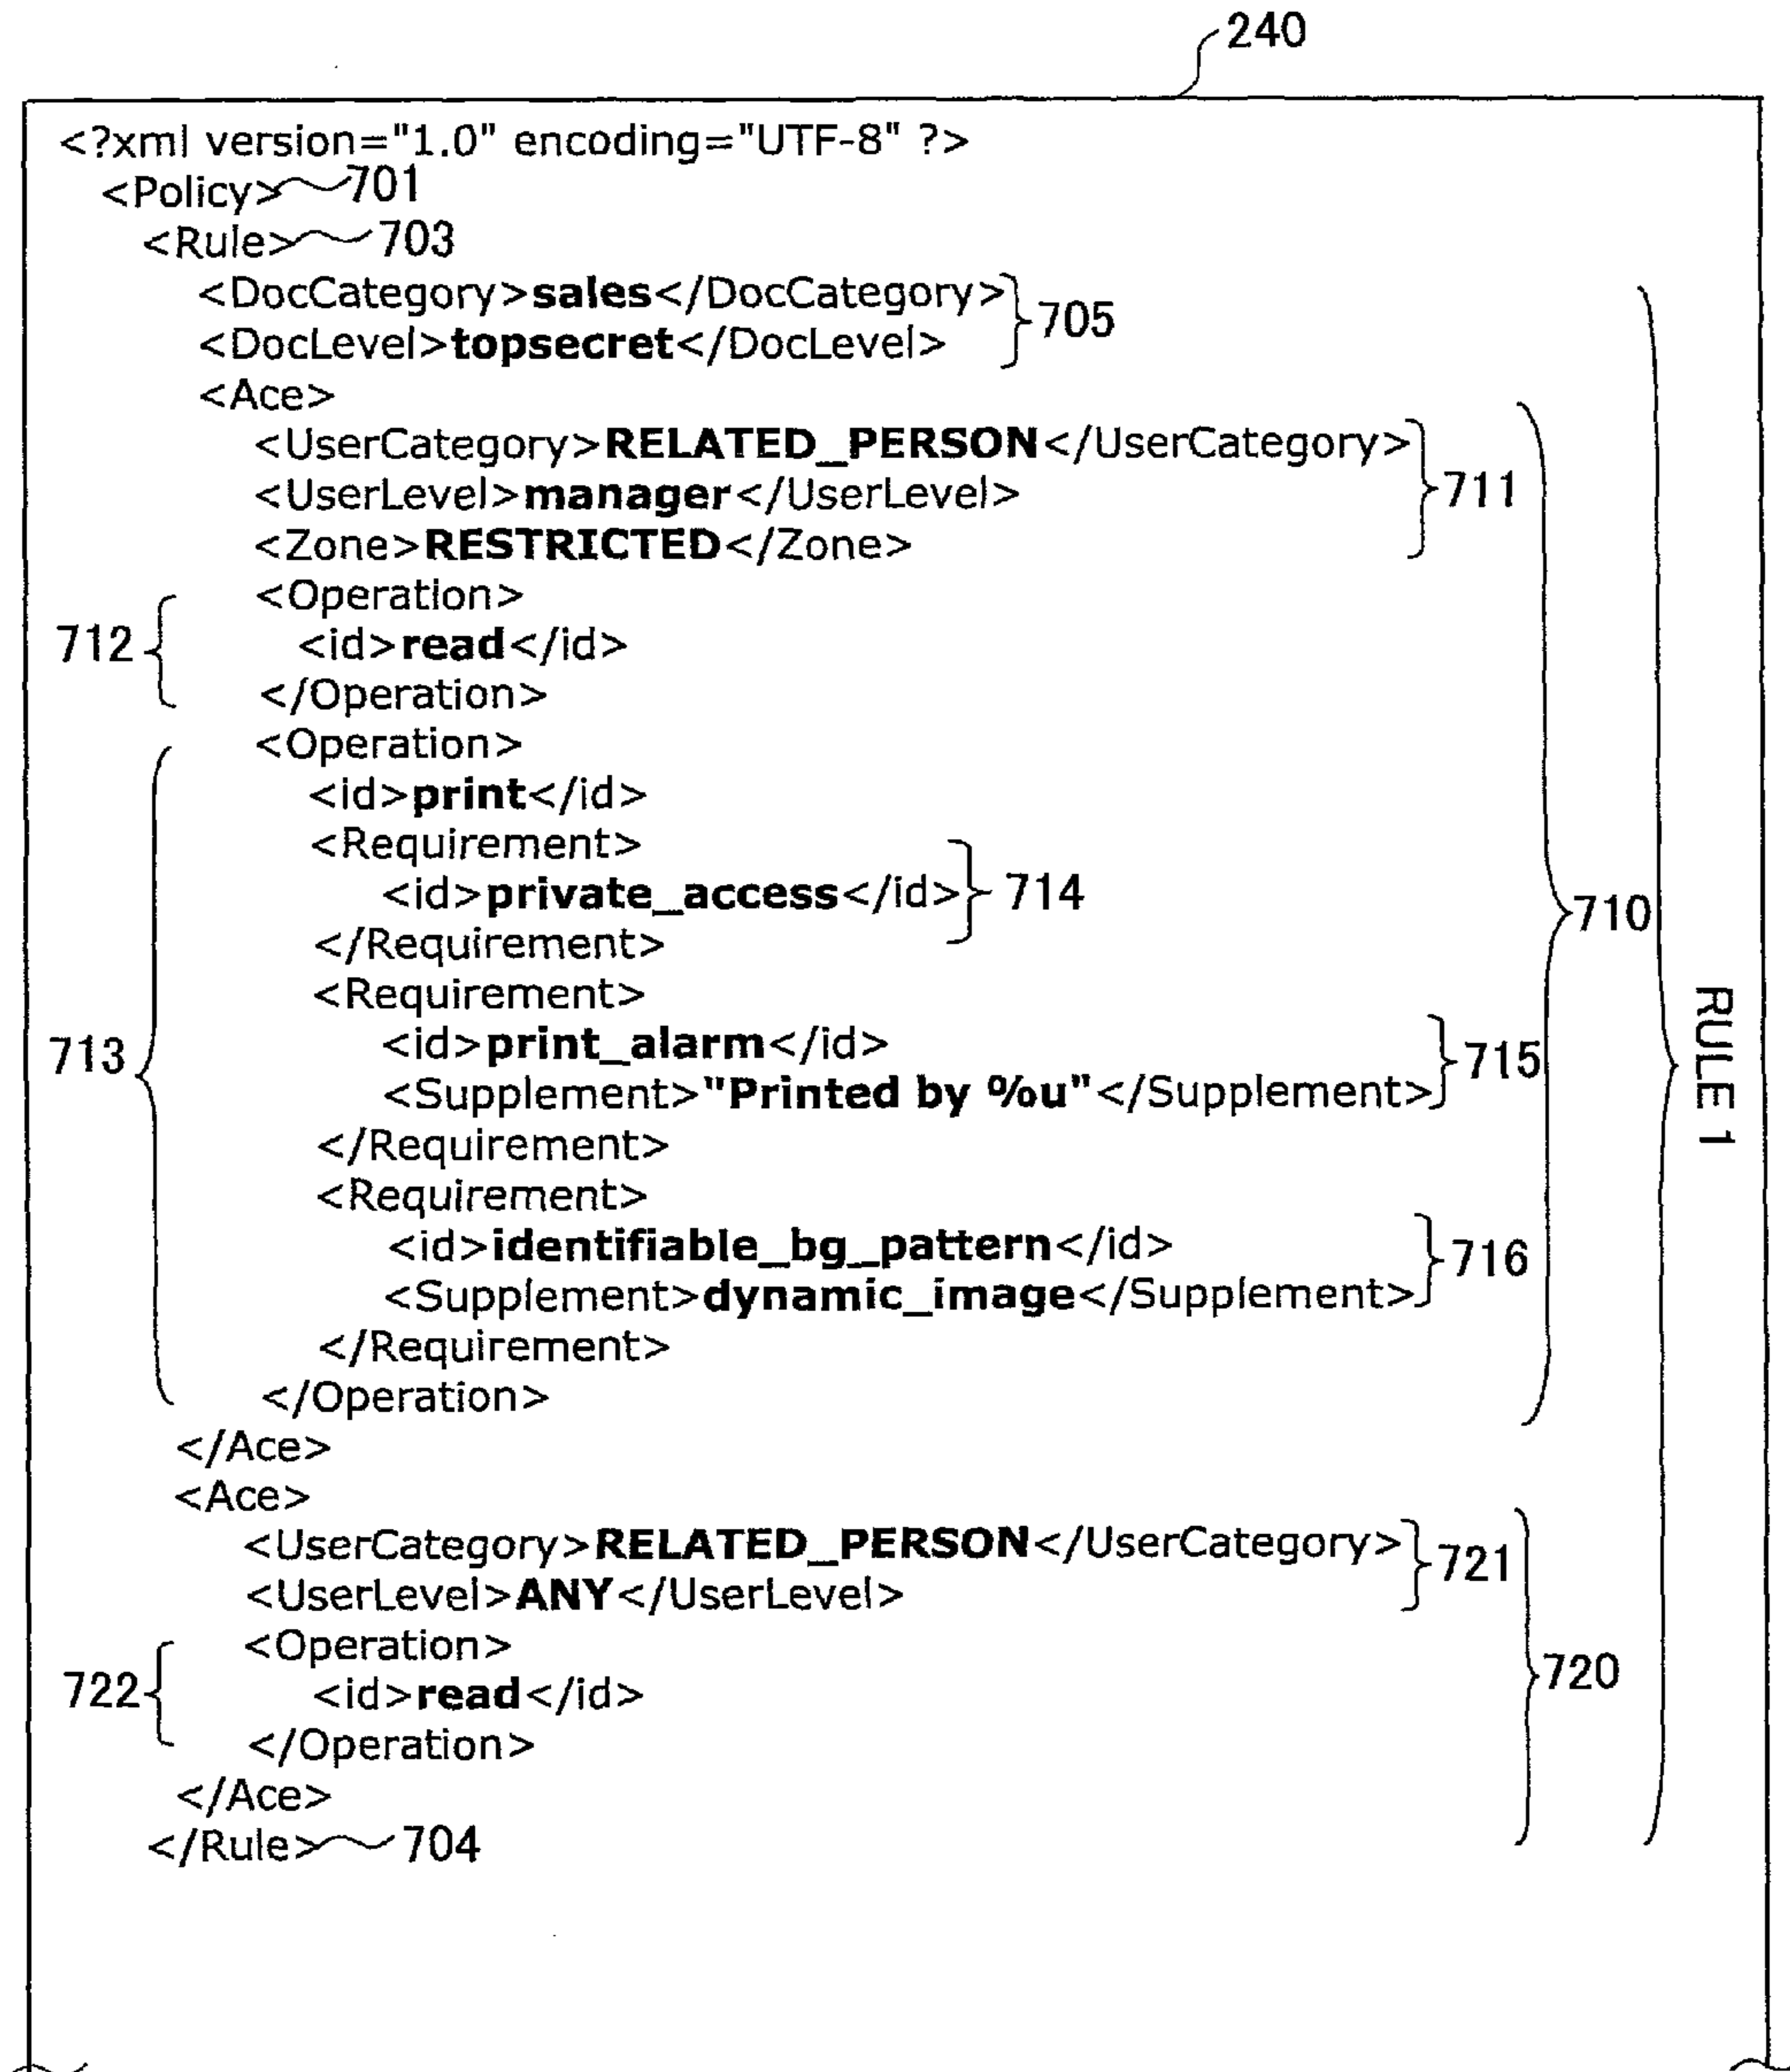 240
<?xml version="1.0" encoding="UTF-8" ?>
<Policy> 701
<Rule> 703
<DocCategory>sales</DocCategory>
705
<DocLevel>topsecret</DocLevel>
<Ace>
<UserCategory>RELATED_PERSON</UserCategory>
<UserLevel>manager</UserLevel> 711
<Zone>RESTRICTED</Zone>
<Operation>
712 <id>read</id>
</Operation>
<Operation>
<id>print</id>
<Requirement>
<id>private_access</id> 714
710
</Requirement>
<Requirement>
713 <id>print_alarm</id> 715
RULE 1
<Supplement>"Printed by %u"</Supplement>
</Requirement>
<Requirement>
<id>identifiable_bg_pattern</id> 716
<Supplement>dynamic_image</Supplement>
</Requirement>
</Operation>
</Ace>
<Ace>
<UserCategory>RELATED_PERSON</UserCategory> 721
<UserLevel>ANY</UserLevel>
<Operation>
722 <id>read</id> 720
</Operation>
</Ace>
</Rule> 704